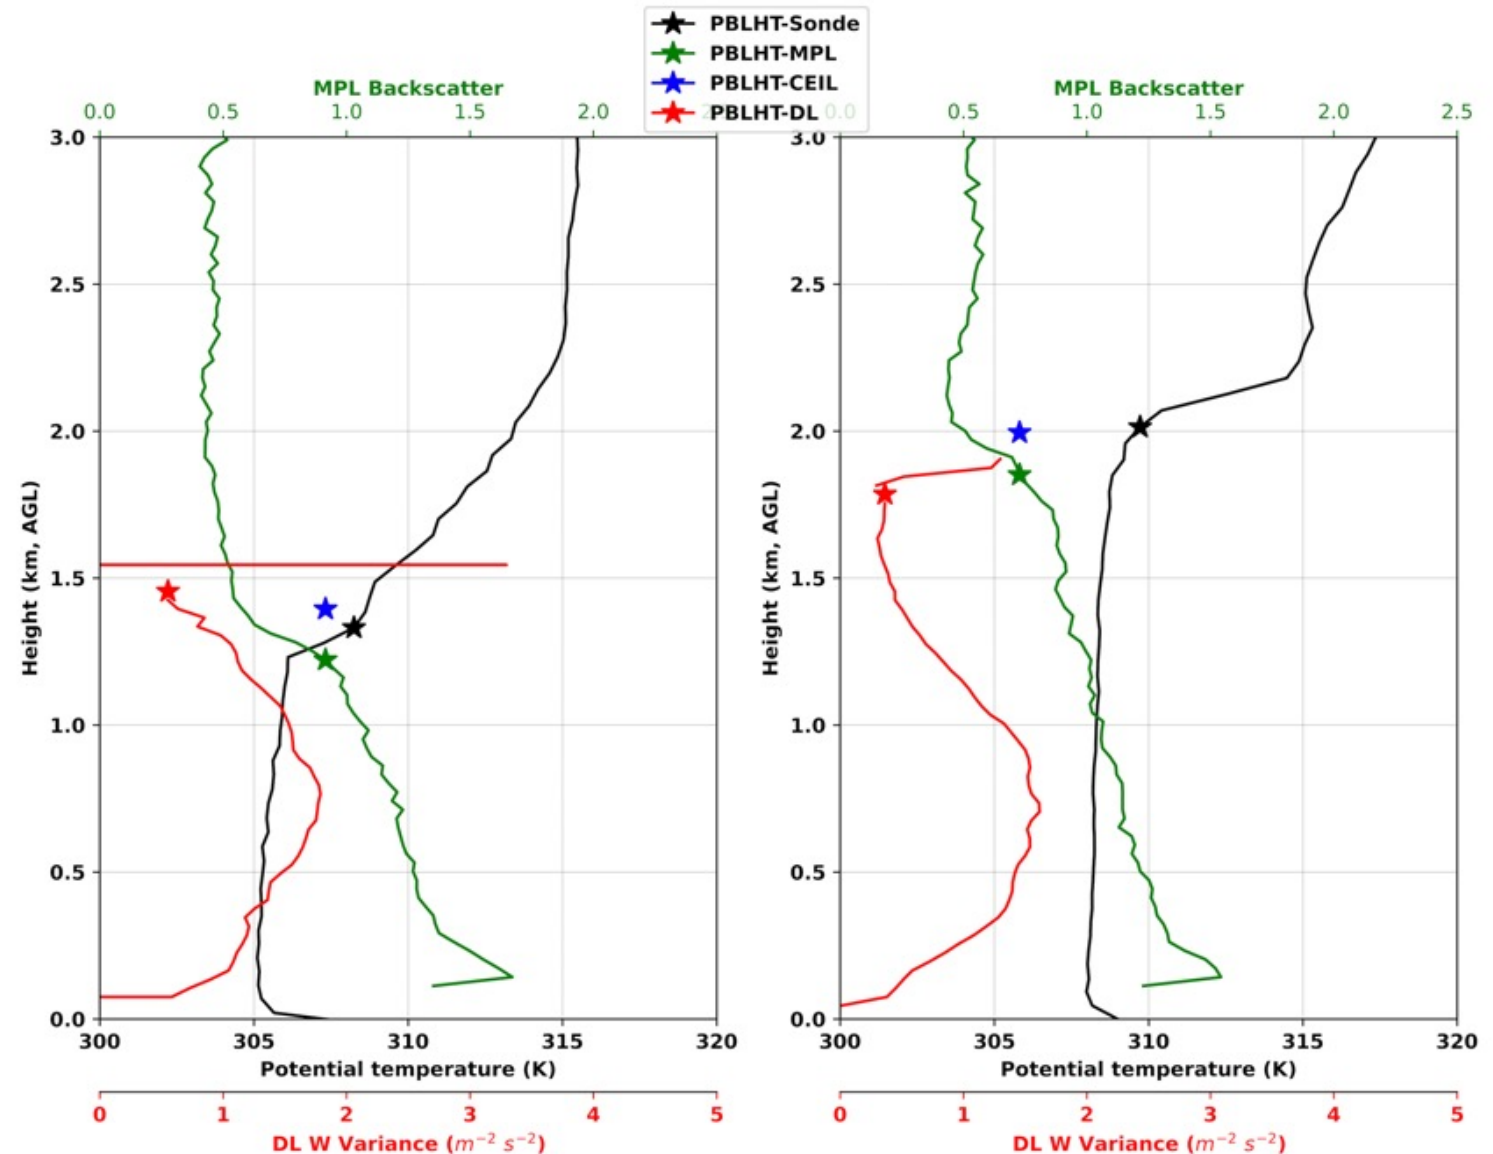 PBLHT-Sonde
PBLHT-MPL
PBLHT-CEIL
PBLHT-DL
MPL Backscatter
0.0 0.5 1.0 1.5 2.0
3.0
2.5
2.0
1.5
1.0
0.5
0.0
Height (km, AGL)
300 305 310 315 320
Potential temperature (K)
0 1 2 3 4 5
DL W Variance (m⁻² s⁻²)
MPL Backscatter
0.0 0.5 1.0 1.5 2.0 2.5
3.0
2.5
2.0
1.5
1.0
0.5
0.0
Height (km, AGL)
300 305 310 315 320
Potential temperature (K)
0 1 2 3 4 5
DL W Variance (m⁻² s⁻²)